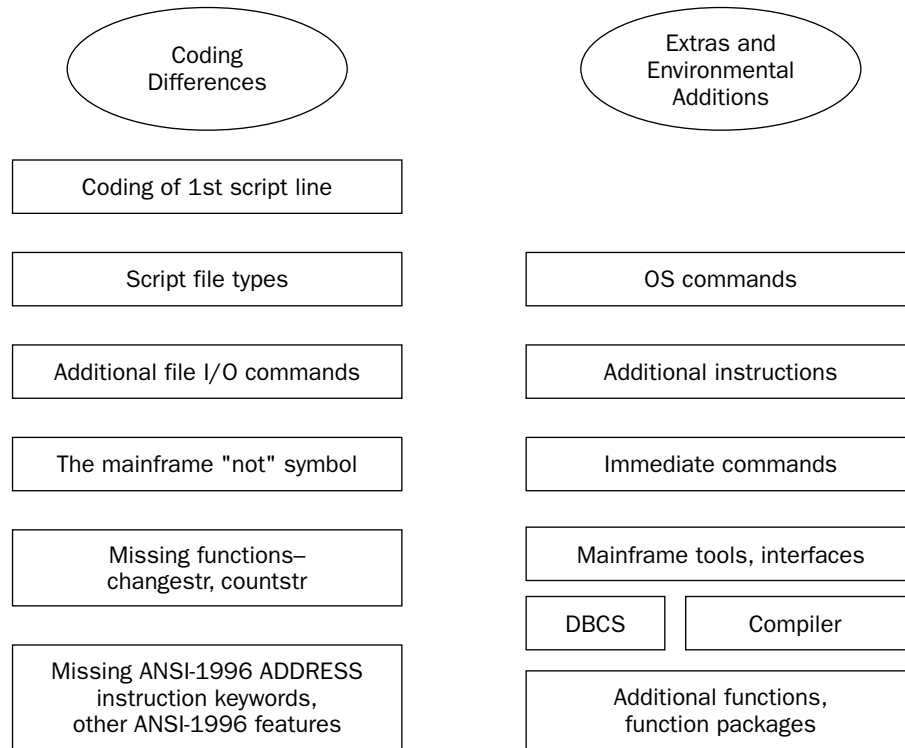 Coding
Differences
Extras and
Environmental
Additions
Coding of 1st script line
Script file types
OS commands
Additional file I/O commands
Additional instructions
The mainframe "not" symbol
Immediate commands
Missing functions–
changestr, countstr
Mainframe tools, interfaces
DBCS
Compiler
Missing ANSI-1996 ADDRESS
instruction keywords,
other ANSI-1996 features
Additional functions,
function packages